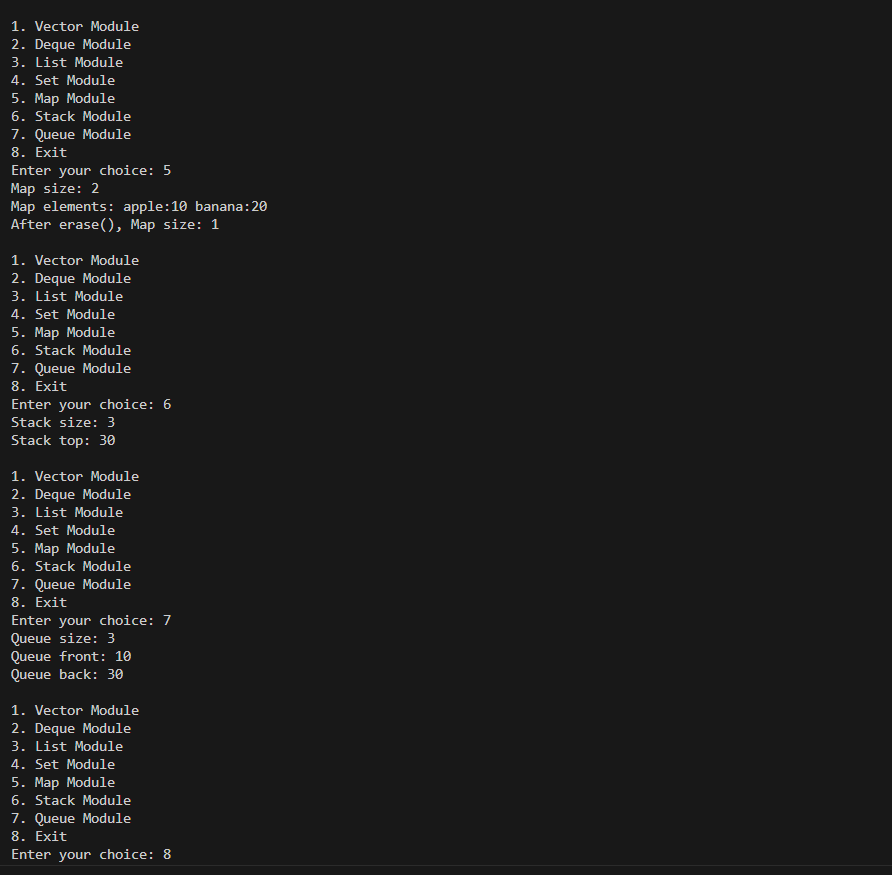 1. Vector Module
2. Deque Module
3. List Module
4. Set Module
5. Map Module
6. Stack Module
7. Queue Module
8. Exit
Enter your choice: 5
Map size: 2
Map elements: apple:10 banana:20
After erase(), Map size: 1
1. Vector Module
2. Deque Module
3. List Module
4. Set Module
5. Map Module
6. Stack Module
7. Queue Module
8. Exit
Enter your choice: 6
Stack size: 3
Stack top: 30
1. Vector Module
2. Deque Module
3. List Module
4. Set Module
5. Map Module
6. Stack Module
7. Queue Module
8. Exit
Enter your choice: 7
Queue size: 3
Queue front: 10
Queue back: 30
1. Vector Module
2. Deque Module
3. List Module
4. Set Module
5. Map Module
6. Stack Module
7. Queue Module
8. Exit
Enter your choice: 8